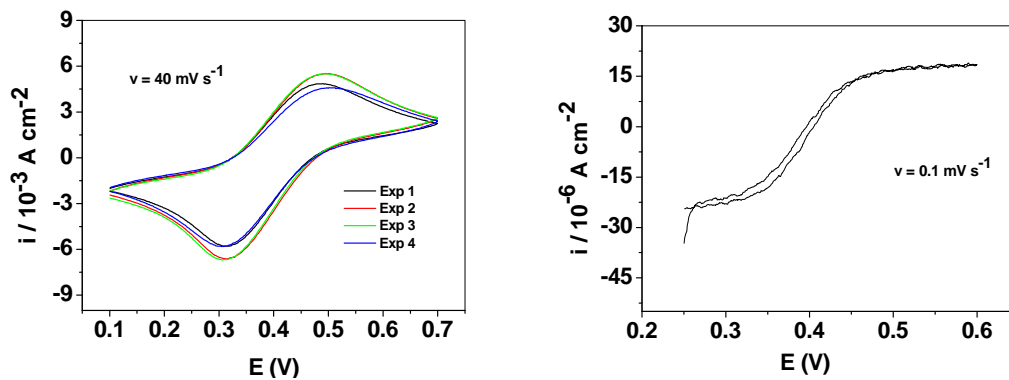 9
6
3
0
-3
-6
-9
i / 10⁻³ A cm⁻²
v = 40 mV s⁻¹
Exp 1
Exp 2
Exp 3
Exp 4
0.1 0.2 0.3 0.4 0.5 0.6 0.7
E (V)
30
15
0
-15
-30
-45
i / 10⁻⁶ A cm⁻²
v = 0.1 mV s⁻¹
0.2 0.3 0.4 0.5 0.6
E (V)